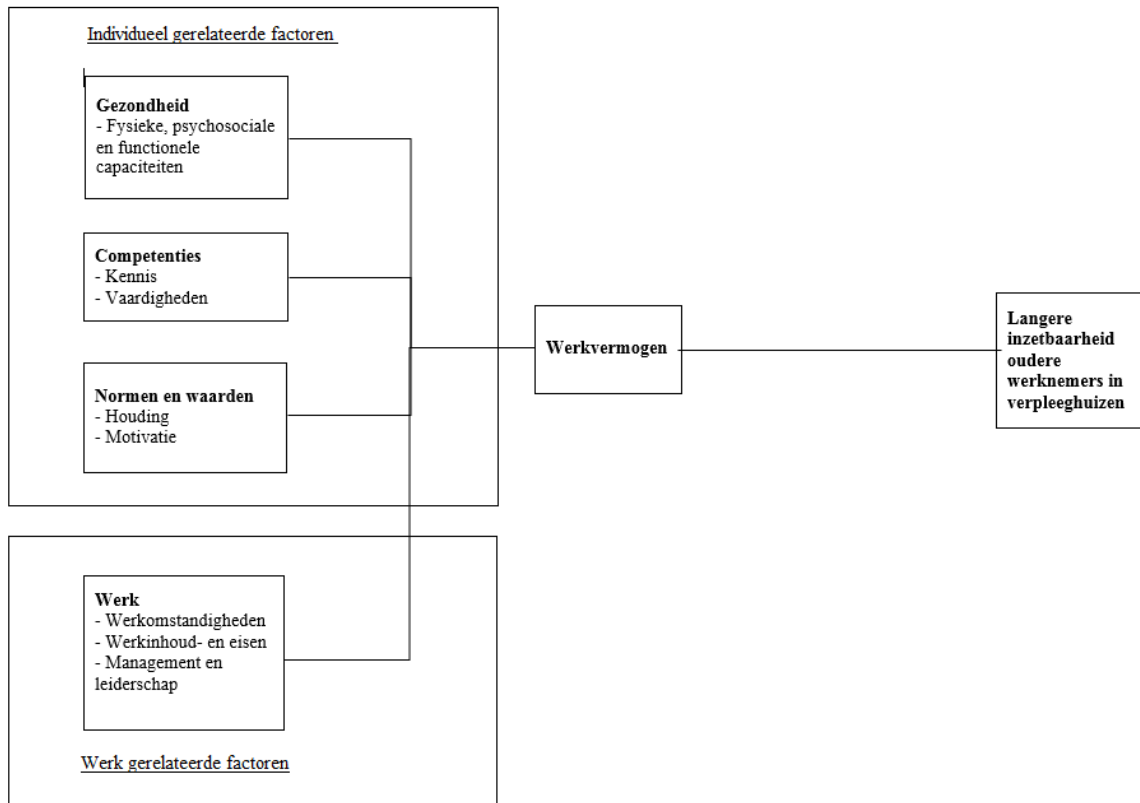 Individueel gerelateerde factoren
Gezondheid
- Fysieke, psychosociale
en functionele
capaciteiten
Competenties
- Kennis
- Vaardigheden
Normen en waarden
- Houding
- Motivatie
Werkvermogen
Langere
inzetbaarheid
oudere
werknemers in
verpleeghuizen
Werk
- Werkomstandigheden
- Werkinhoud- en eisen
- Management en
leiderschap
Werk gerelateerde factoren